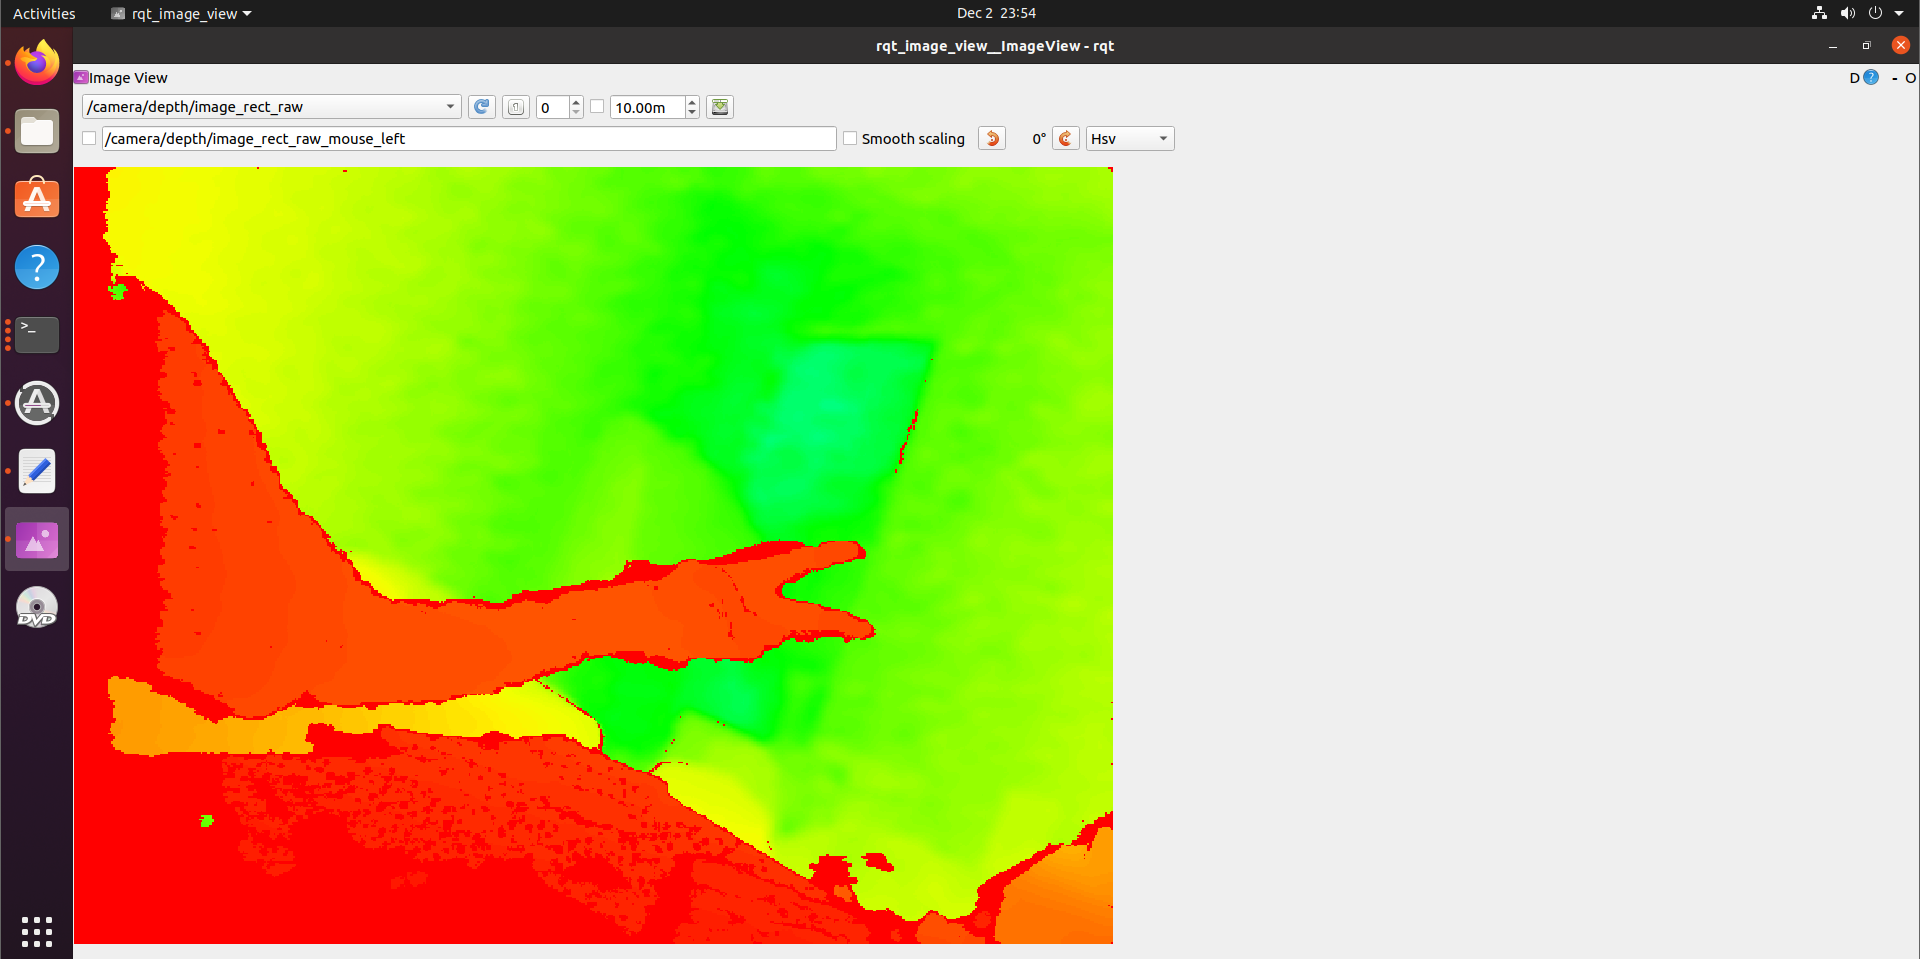 Activities
rqt_image_view
Dec 2 23:54
rqt_image_view__ImageView - rqt
Image View
D
?
- O
/camera/depth/image_rect_raw
0
10.00m
/camera/depth/image_rect_raw_mouse_left
Smooth scaling
0°
Hsv
?
>_
DVD